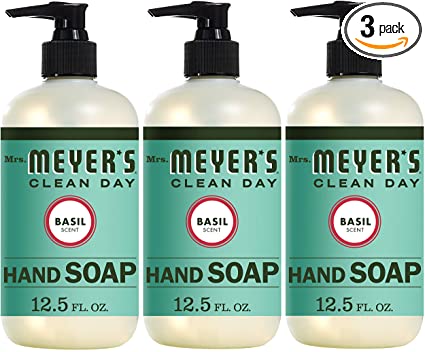 3 pack
Mrs. MEYER'S
CLEAN DAY
BASIL
SCENT
HAND SOAP
12.5 FL. OZ.
Mrs. MEYER'S
CLEAN DAY
BASIL
SCENT
HAND SOAP
12.5 FL. OZ.
Mrs. MEYER'S
CLEAN DAY
BASIL
SCENT
HAND SOAP
12.5 FL. OZ.